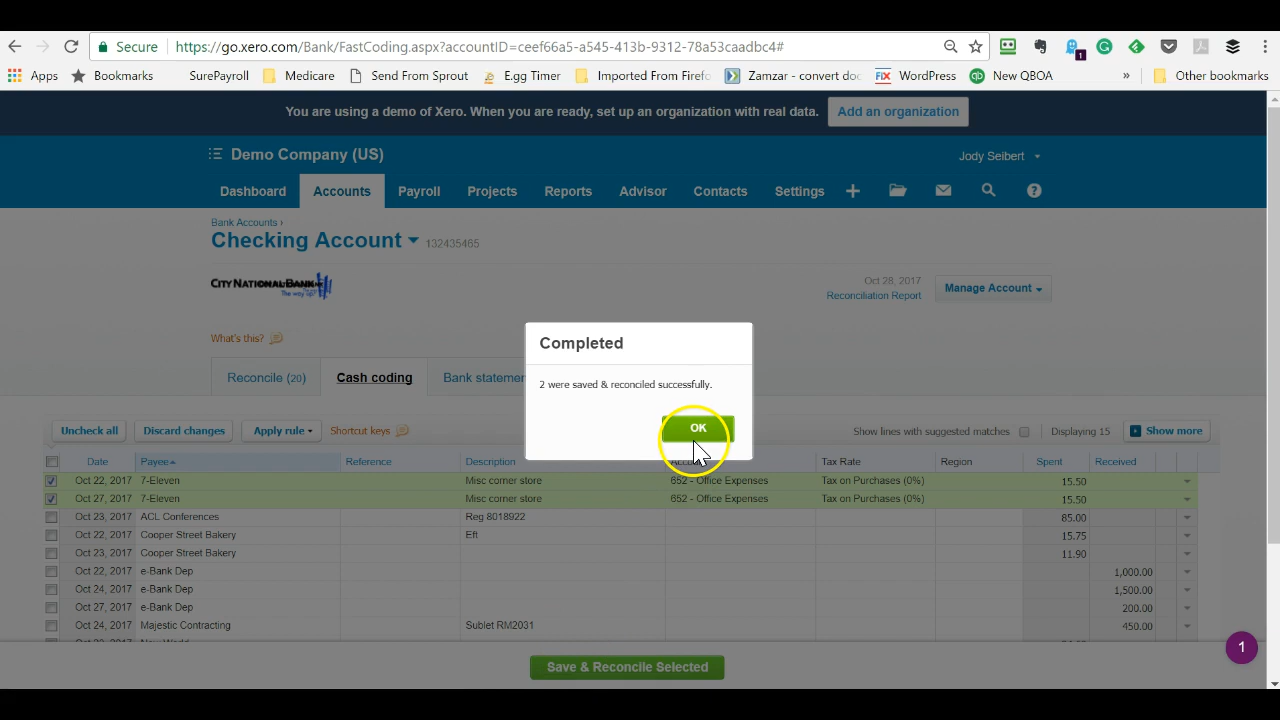 Secure https://go.xero.com/Bank/FastCoding.aspx?accountID=ceef66a5-a545-413b-9312-78a53caadbc4#
1
Apps Bookmarks SurePayroll Medicare Send From Sprout Egg Timer Imported From Firefo Zamzar - convert doc FIX WordPress qb New QBOA » Other bookmarks
You are using a demo of Xero. When you are ready, set up an organization with real data. Add an organization
Demo Company (US) Jody Seibert
Dashboard Accounts Payroll Projects Reports Advisor Contacts Settings + ?
Bank Accounts ›
Checking Account 132435465
CITY NATIONAL BANK
The way up
Oct 28, 2017
Reconciliation Report
Manage Account
What's this?
Completed
2 were saved & reconciled successfully.
OK
Reconcile (20) Cash coding Bank statemen
Uncheck all Discard changes Apply rule Shortcut keys Show lines with suggested matches Displaying 15 Show more
Date Payee Reference Description Tax Rate Region Spent Received
Oct 22, 2017 7-Eleven Misc corner store 652 - Office Expenses Tax on Purchases (0%) 15.50
Oct 27, 2017 7-Eleven Misc corner store 652 - Office Expenses Tax on Purchases (0%) 15.50
Oct 23, 2017 ACL Conferences Reg 8018922 85.00
Oct 22, 2017 Cooper Street Bakery Eft 15.75
Oct 23, 2017 Cooper Street Bakery 11.90
Oct 22, 2017 e-Bank Dep 1,000.00
Oct 24, 2017 e-Bank Dep 1,500.00
Oct 27, 2017 e-Bank Dep 200.00
Oct 24, 2017 Majestic Contracting Sublet RM2031 450.00
Save & Reconcile Selected
1